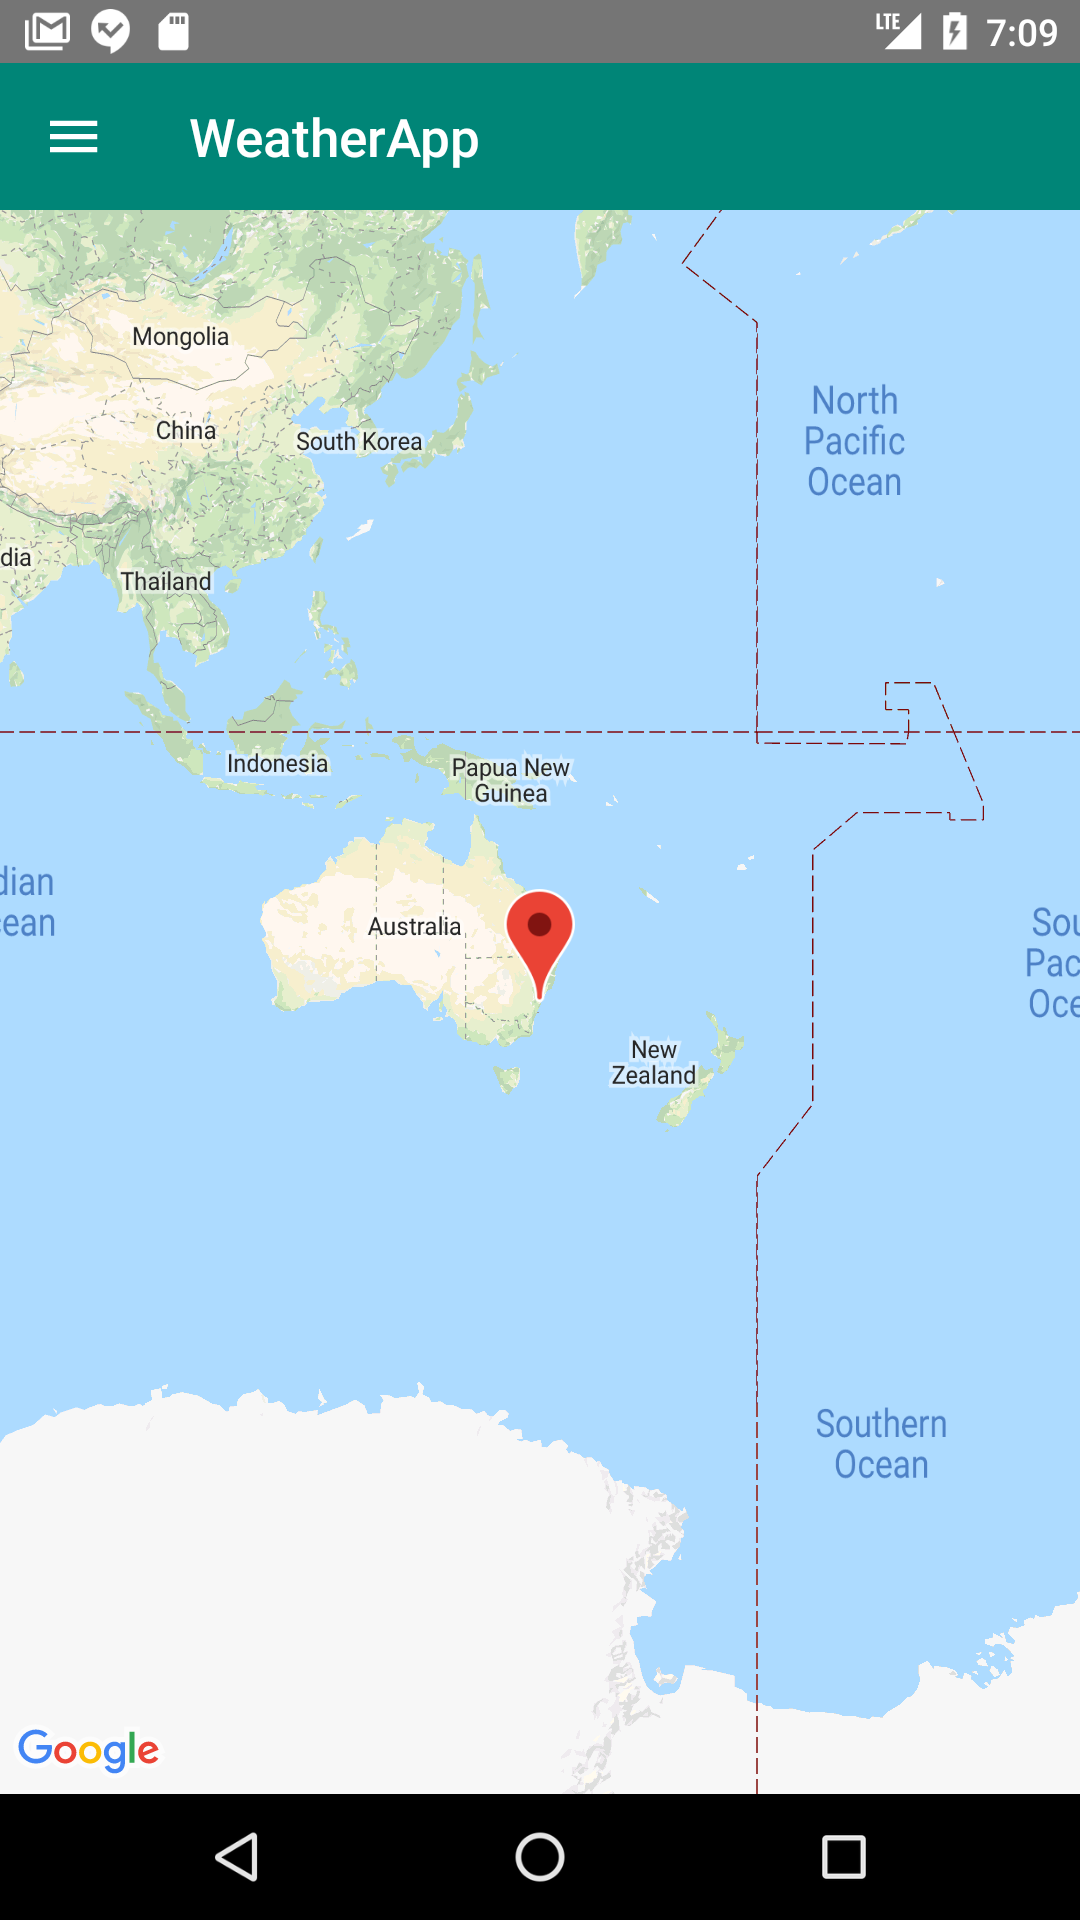 LTE 7:09
WeatherApp
Mongolia
North
Pacific
Ocean
China
South Korea
dia
Thailand
Indonesia
Papua New
Guinea
dian
ean
Australia
Sou
Pac
Oce
New
Zealand
Southern
Ocean
Google